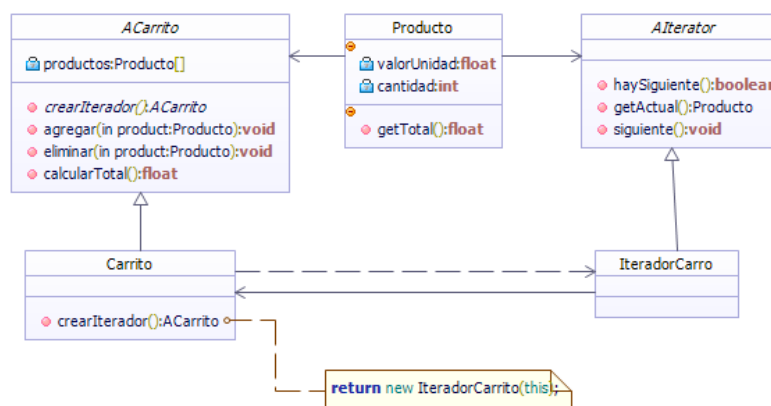 ACarrito
productos:Producto[]
crearIterador():ACarrito
agregar(in product:Producto):void
eliminar(in product:Producto):void
calcularTotal():float
Producto
valorUnidad:float
cantidad:int
getTotal():float
AIterator
haySiguiente():boolean
getActual():Producto
siguiente():void
Carrito
crearIterador():ACarrito
IteradorCarro
return new IteradorCarrito(this);